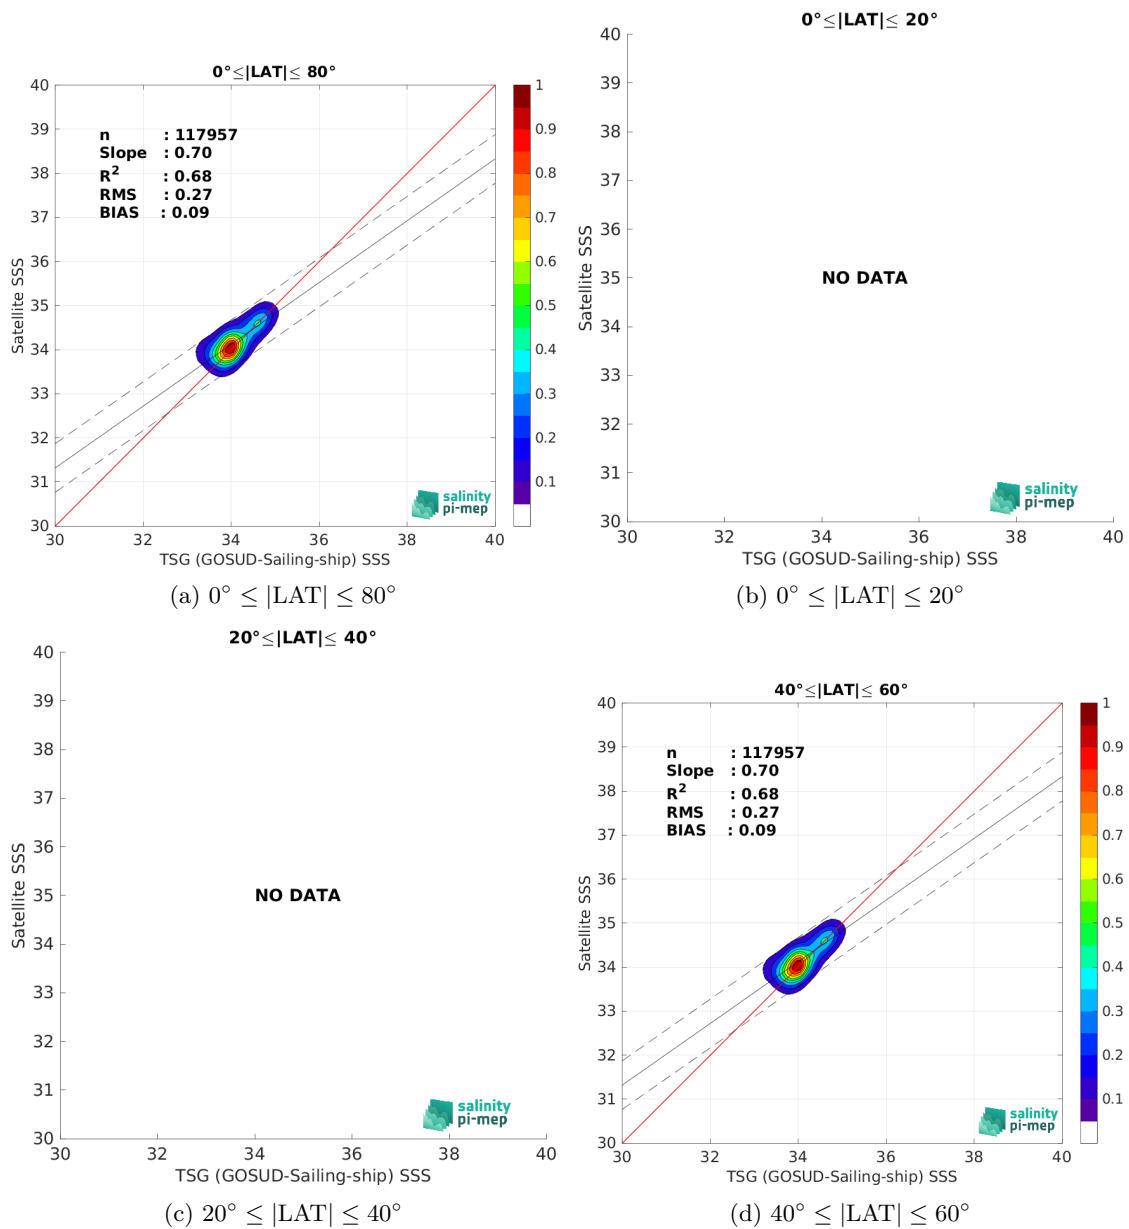 0°≤|LAT|≤ 80°
40
39
38
37
36
35
34
33
32
31
30
Satellite SSS
n : 117957
Slope : 0.70
R² : 0.68
RMS : 0.27
BIAS : 0.09
salinity
pi-mep
30 32 34 36 38 40
TSG (GOSUD-Sailing-ship) SSS
1
0.9
0.8
0.7
0.6
0.5
0.4
0.3
0.2
0.1
(a) 0° ≤ |LAT| ≤ 80°
0°≤|LAT|≤ 20°
40
39
38
37
36
35
34
33
32
31
30
Satellite SSS
NO DATA
salinity
pi-mep
30 32 34 36 38 40
TSG (GOSUD-Sailing-ship) SSS
(b) 0° ≤ |LAT| ≤ 20°
20°≤|LAT|≤ 40°
40
39
38
37
36
35
34
33
32
31
30
Satellite SSS
NO DATA
salinity
pi-mep
30 32 34 36 38 40
TSG (GOSUD-Sailing-ship) SSS
(c) 20° ≤ |LAT| ≤ 40°
40°≤|LAT|≤ 60°
40
39
38
37
36
35
34
33
32
31
30
Satellite SSS
n : 117957
Slope : 0.70
R² : 0.68
RMS : 0.27
BIAS : 0.09
salinity
pi-mep
30 32 34 36 38 40
TSG (GOSUD-Sailing-ship) SSS
1
0.9
0.8
0.7
0.6
0.5
0.4
0.3
0.2
0.1
(d) 40° ≤ |LAT| ≤ 60°